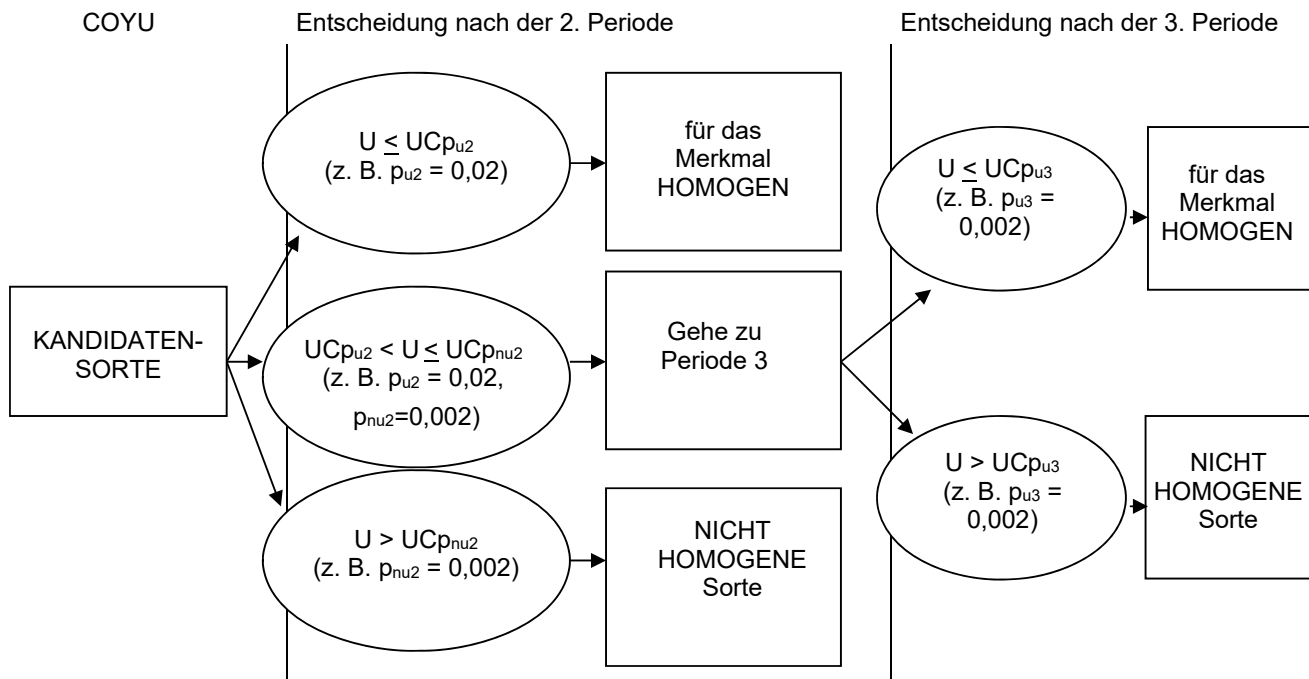 COYU
Entscheidung nach der 2. Periode
Entscheidung nach der 3. Periode
KANDIDATEN-
SORTE
U ≤ UCpu2
(z. B. pu2 = 0,02)
für das
Merkmal
HOMOGEN
UCpu2 < U ≤ UCpnu2
(z. B. pu2 = 0,02,
pnu2=0,002)
Gehe zu
Periode 3
U > UCpnu2
(z. B. pnu2 = 0,002)
NICHT
HOMOGENE
Sorte
U ≤ UCpu3
(z. B. pu3 =
0,002)
für das
Merkmal
HOMOGEN
U > UCpu3
(z. B. pu3 =
0,002)
NICHT
HOMOGENE
Sorte